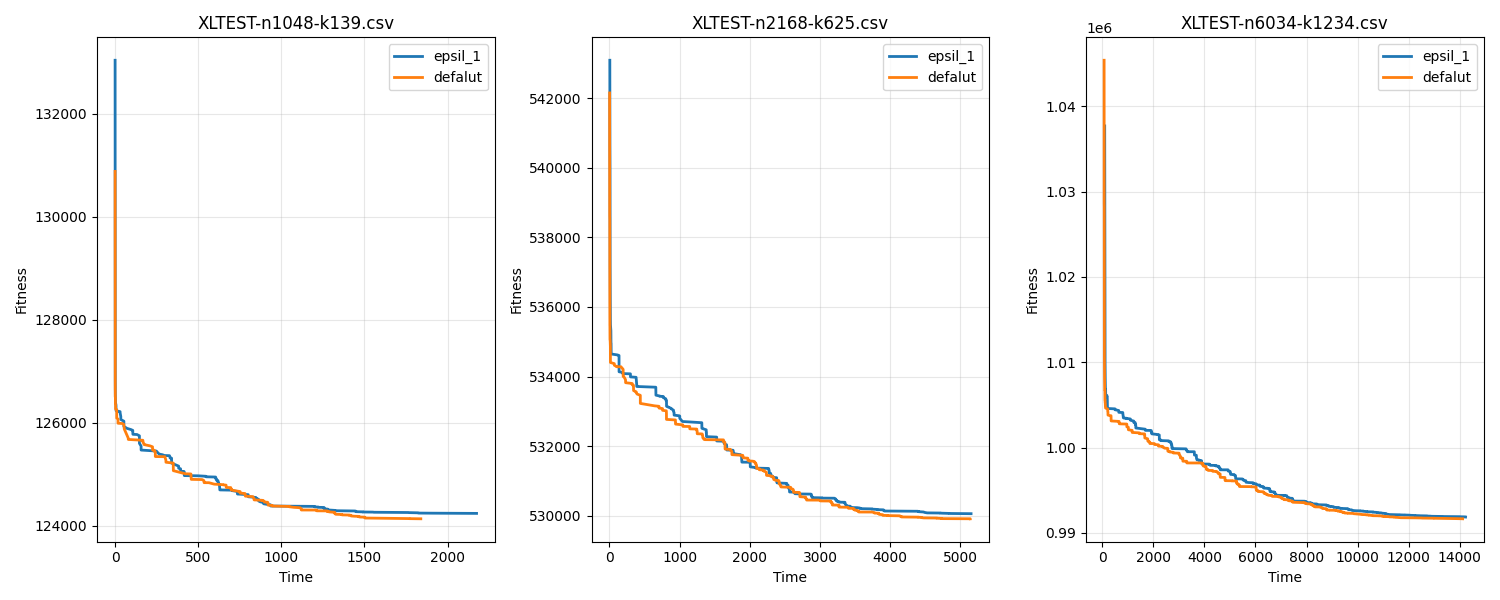 XLTEST-n1048-k139.csv
epsil_1
defalut
132000
130000
128000
126000
124000
Fitness
0 500 1000 1500 2000
Time
XLTEST-n2168-k625.csv
epsil_1
defalut
542000
540000
538000
536000
534000
532000
530000
Fitness
0 1000 2000 3000 4000 5000
Time
XLTEST-n6034-k1234.csv
1e6
epsil_1
defalut
1.04
1.03
1.02
1.01
1.00
0.99
Fitness
0 2000 4000 6000 8000 10000 12000 14000
Time